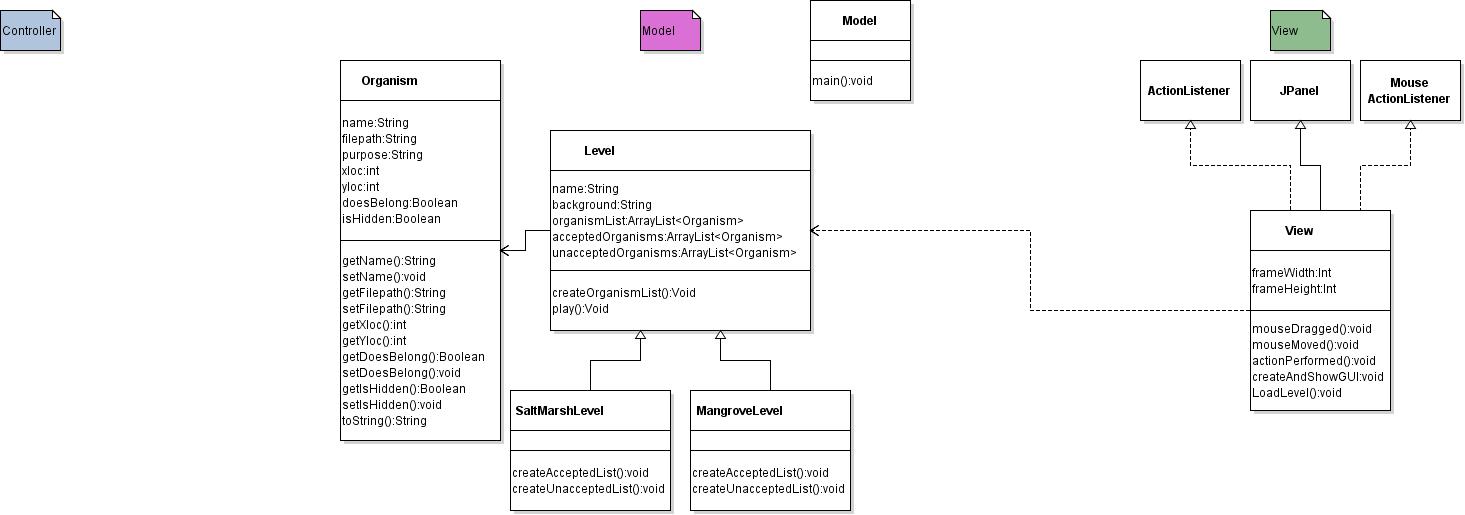 Controller
Model
Model
main():void
View
Organism
name:String
filepath:String
purpose:String
xloc:int
yloc:int
doesBelong:Boolean
isHidden:Boolean
getName():String
setName():void
getFilepath():String
setFilepath():String
getXloc():int
getYloc():int
getDoesBelong():Boolean
setDoesBelong():void
getIsHidden():Boolean
setIsHidden():void
toString():String
Level
name:String
background:String
organismList:ArrayList<Organism>
acceptedOrganisms:ArrayList<Organism>
unacceptedOrganisms:ArrayList<Organism>
createOrganismList():Void
play():Void
SaltMarshLevel
createAcceptedList():void
createUnacceptedList():void
MangroveLevel
createAcceptedList():void
createUnacceptedList():void
ActionListener
JPanel
Mouse
ActionListener
View
frameWidth:Int
frameHeight:Int
mouseDragged():void
mouseMoved():void
actionPerformed():void
createAndShowGUI:void
LoadLevel():void